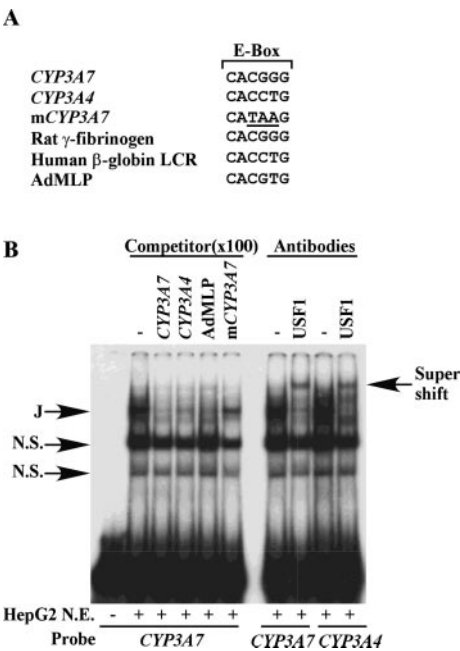 A
E-Box
CYP3A7 CACGGG
CYP3A4 CACCTG
mCYP3A7 CATAAG
Rat γ-fibrinogen CACGGG
Human β-globin LCR CACCTG
AdMLP CACGTG
B
Competitor(x100) Antibodies
- CYP3A7 CYP3A4 AdMLP mCYP3A7 - USF1 - USF1
Super
shift
J
N.S.
N.S.
HepG2 N.E. - + + + + + + + + +
Probe CYP3A7 CYP3A7 CYP3A4